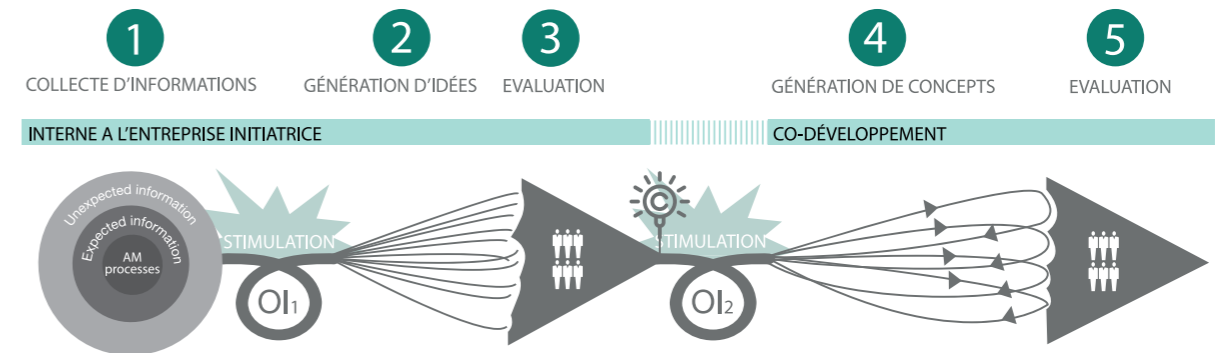 1
2
3
4
5
COLLECTE D'INFORMATIONS
GÉNÉRATION D'IDÉES
EVALUATION
GÉNÉRATION DE CONCEPTS
EVALUATION
INTERNE A L'ENTREPRISE INITIATRICE
CO-DÉVELOPPEMENT
Unexpected information
Expected information
AM
processes
STIMULATION
OI1
C
STIMULATION
OI2